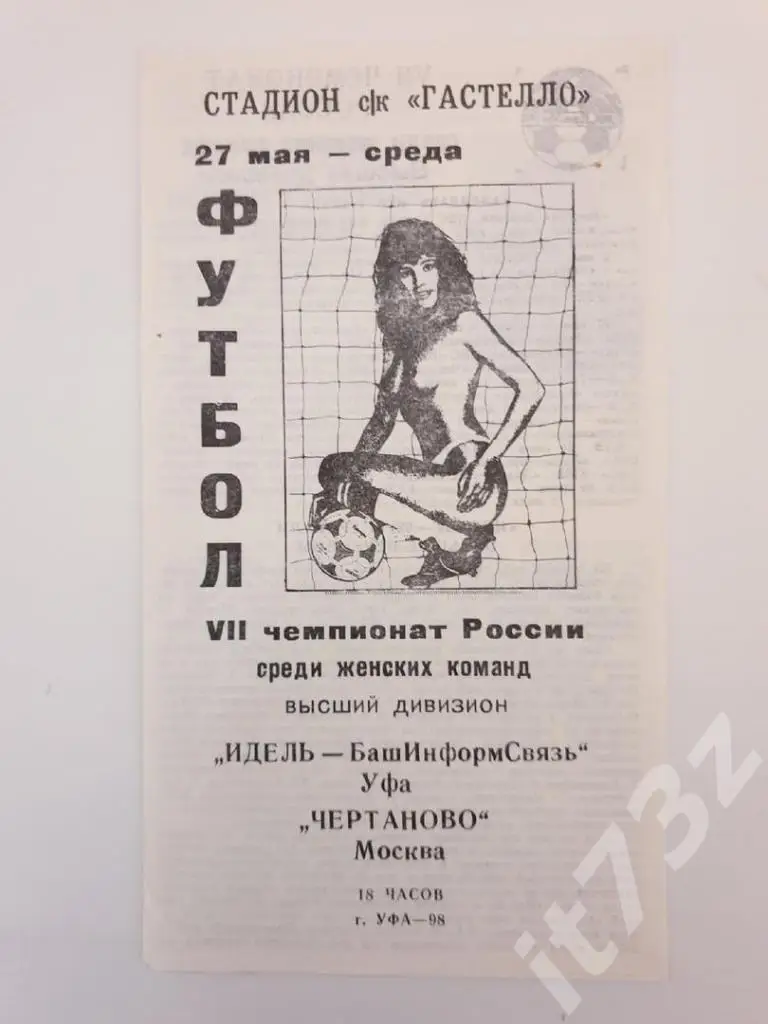 СТАДИОН с/к «ГАСТЕЛЛО»
27 мая — среда
ФУТБОЛ
VII чемпионат России
среди женских команд
высший дивизион
„ИДЕЛЬ — БашИнформСвязь“
Уфа
„ЧЕРТАНОВО“
Москва
18 ЧАСОВ
г. УФА—98
it73z